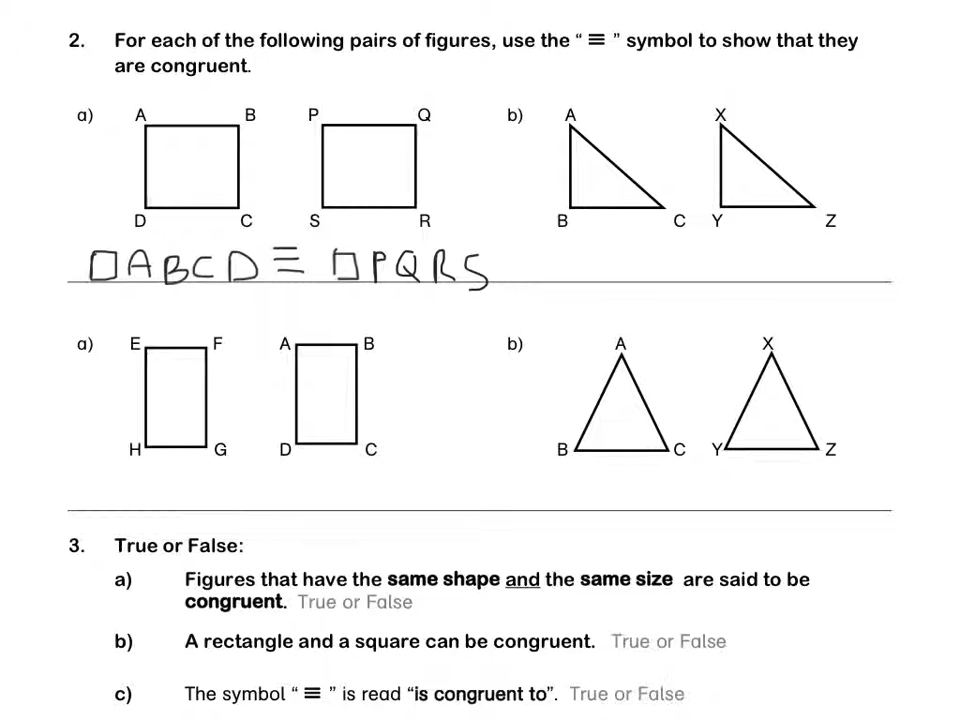 2. For each of the following pairs of figures, use the “ ≡ ” symbol to show that they
are congruent.
a) A B P Q b) A X
D C S R B C Y Z
□ABCD ≡ □PQRS
a) E F A B b) A X
H G D C B C Y Z
3. True or False:
a) Figures that have the same shape and the same size are said to be
congruent. True or False
b) A rectangle and a square can be congruent. True or False
c) The symbol “ ≡ ” is read “is congruent to”. True or False